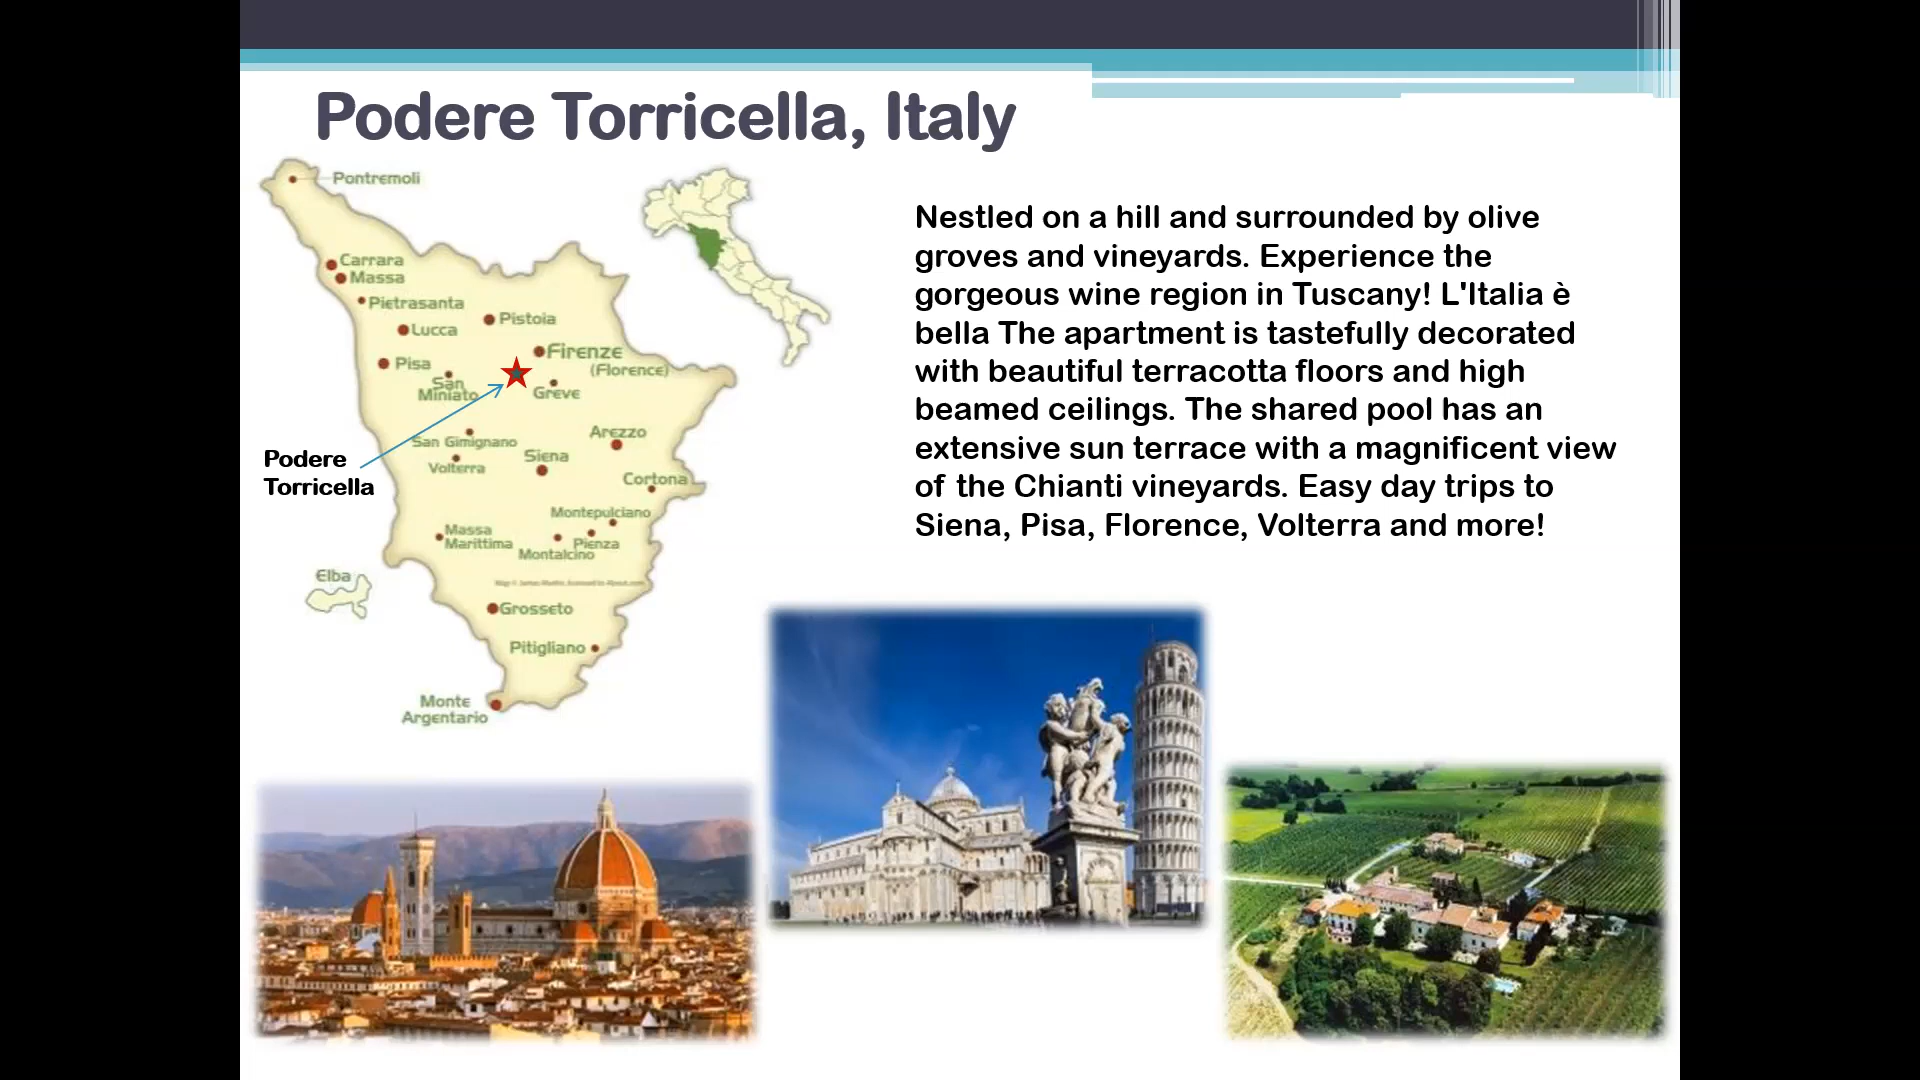 Podere Torricella, Italy
Pontremoli
Carrara
Massa
Pietrasanta
Lucca
Pistoia
Pisa
Firenze
(Florence)
San
Miniato
Greve
San Gimignano
Volterra
Arezzo
Siena
Cortona
Podere
Torricella
Montepulciano
Massa
Marittima
Pienza
Montalcino
Elba
Grosseto
Pitigliano
Monte
Argentario
Nestled on a hill and surrounded by olive
groves and vineyards. Experience the
gorgeous wine region in Tuscany! L'Italia è
bella The apartment is tastefully decorated
with beautiful terracotta floors and high
beamed ceilings. The shared pool has an
extensive sun terrace with a magnificent view
of the Chianti vineyards. Easy day trips to
Siena, Pisa, Florence, Volterra and more!